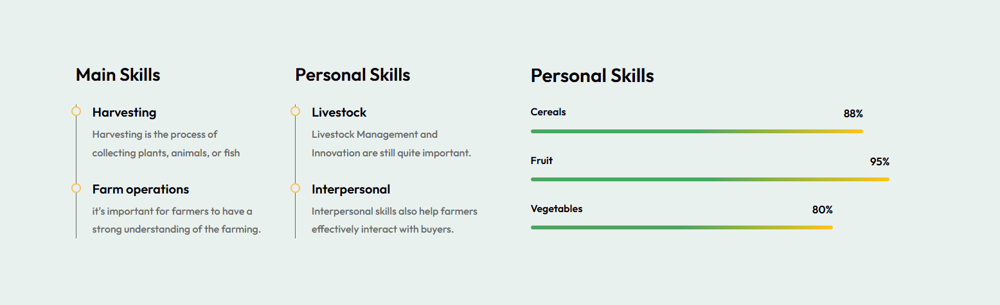 Main Skills
Harvesting
Harvesting is the process of
collecting plants, animals, or fish
Farm operations
it's important for farmers to have a
strong understanding of the farming.
Personal Skills
Livestock
Livestock Management and
Innovation are still quite important.
Interpersonal
Interpersonal skills also help farmers
effectively interact with buyers.
Personal Skills
Cereals 88%
Fruit 95%
Vegetables 80%